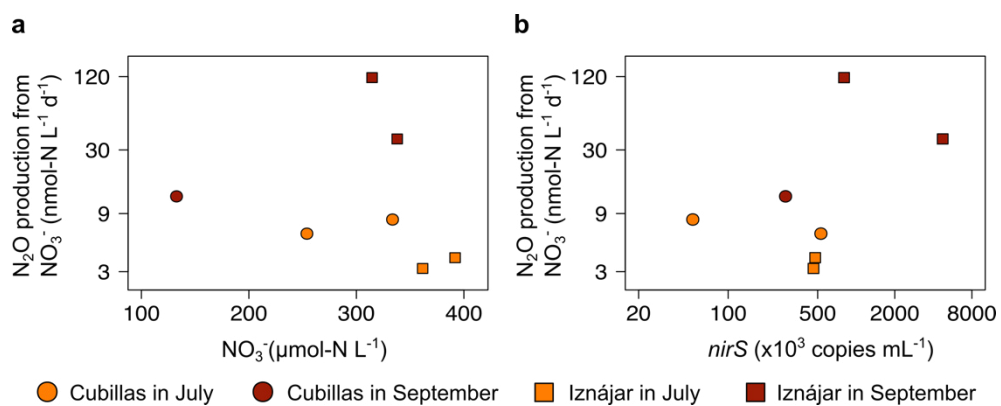 a
N₂O production from
NO₃⁻ (nmol-N L⁻¹ d⁻¹)
120
30
9
3
100
200
300
400
NO₃⁻(μmol-N L⁻¹)
b
N₂O production from
NO₃⁻ (nmol-N L⁻¹ d⁻¹)
120
30
9
3
20
100
500
2000
8000
nirS (x10³ copies mL⁻¹)
Cubillas in July
Cubillas in September
Iznájar in July
Iznájar in September